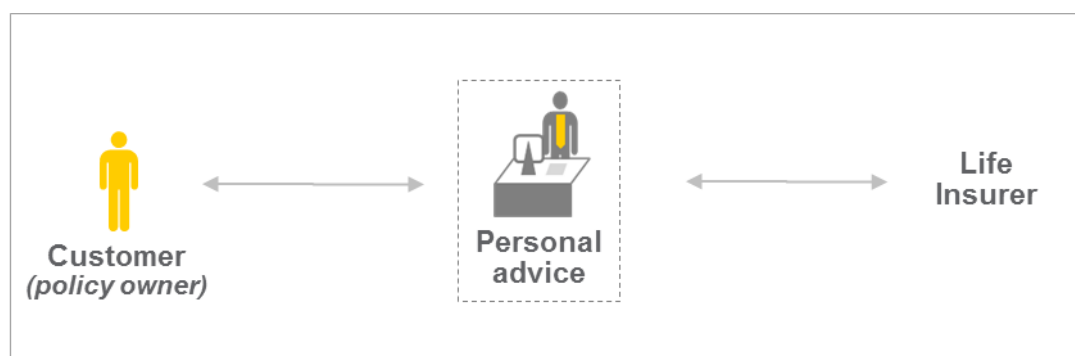 Customer
(policy owner)
Personal
advice
Life
Insurer